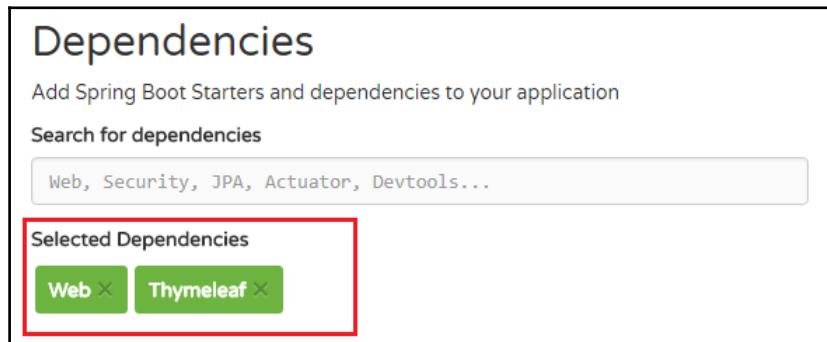 Dependencies
Add Spring Boot Starters and dependencies to your application
Search for dependencies
Web, Security, JPA, Actuator, Devtools...
Selected Dependencies
Web × Thymeleaf ×